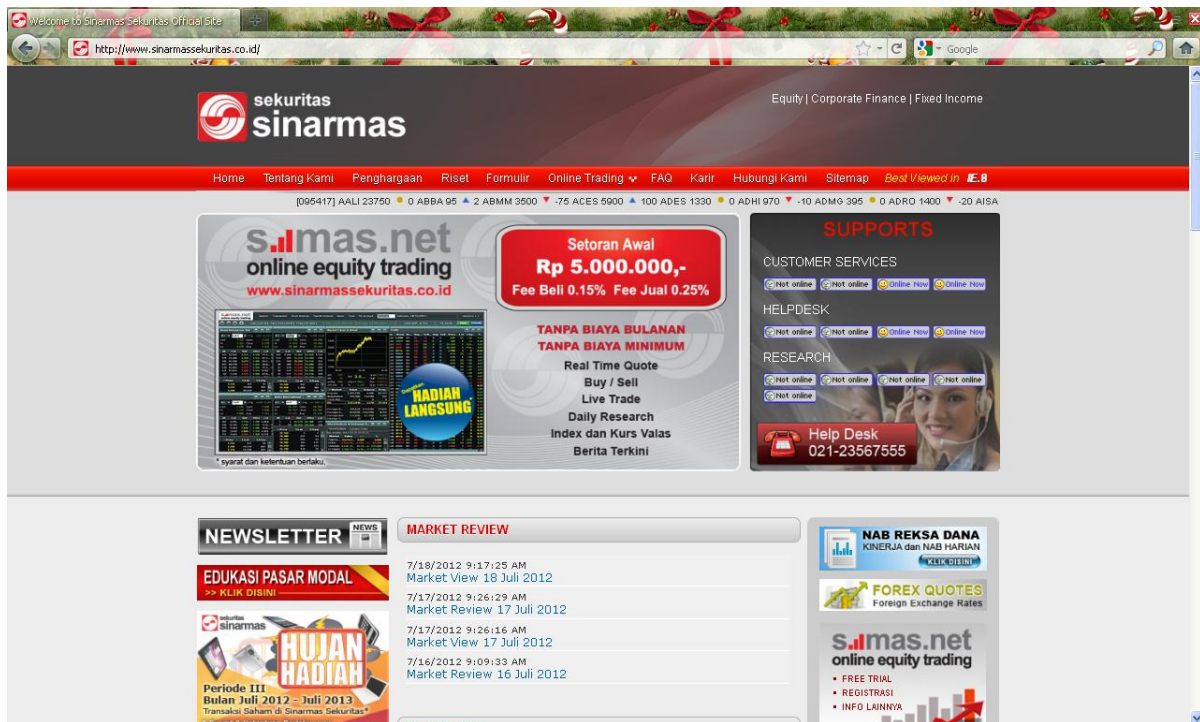 Welcome to Sinarmas Sekuritas Official Site
http://www.sinarmassekuritas.co.id/
Google
sekuritas
sinarmas
Equity | Corporate Finance | Fixed Income
Home Tentang Kami Penghargaan Riset Formulir Online Trading FAQ Karir Hubungi Kami Sitemap Best Viewed in IE.8
[095417] AALI 23750 0 ABBA 95 2 ABMM 3500 -75 ACES 5900 100 ADES 1330 0 ADHI 970 -10 ADMG 395 0 ADRO 1400 -20 AISA
simas.net
online equity trading
www.sinarmassekuritas.co.id
HADIAH
LANGSUNG
* syarat dan ketentuan berlaku.
Setoran Awal
Rp 5.000.000,-
Fee Beli 0.15% Fee Jual 0.25%
TANPA BIAYA BULANAN
TANPA BIAYA MINIMUM
Real Time Quote
Buy / Sell
Live Trade
Daily Research
Index dan Kurs Valas
Berita Terkini
SUPPORTS
CUSTOMER SERVICES
Not online Not online Online Now Online Now
HELPDESK
Not online Not online Online Now Online Now
RESEARCH
Not online Not online Not online Not online
Not online
Help Desk
021-23567555
NEWSLETTER NEWS
EDUKASI PASAR MODAL
>> KLIK DISINI
sekuritas
sinarmas
HUJAN
HADIAH
Periode III
Bulan Juli 2012 - Juli 2013
Transaksi Saham di Sinarmas Sekuritas*
MARKET REVIEW
7/18/2012 9:17:25 AM
Market View 18 Juli 2012
7/17/2012 9:26:29 AM
Market Review 17 Juli 2012
7/17/2012 9:26:16 AM
Market View 17 Juli 2012
7/16/2012 9:09:33 AM
Market Review 16 Juli 2012
NAB REKSA DANA
KINERJA dan NAB HARIAN
KLIK DISINI
FOREX QUOTES
Foreign Exchange Rates
simas.net
online equity trading
• FREE TRIAL
• REGISTRASI
• INFO LAINNYA